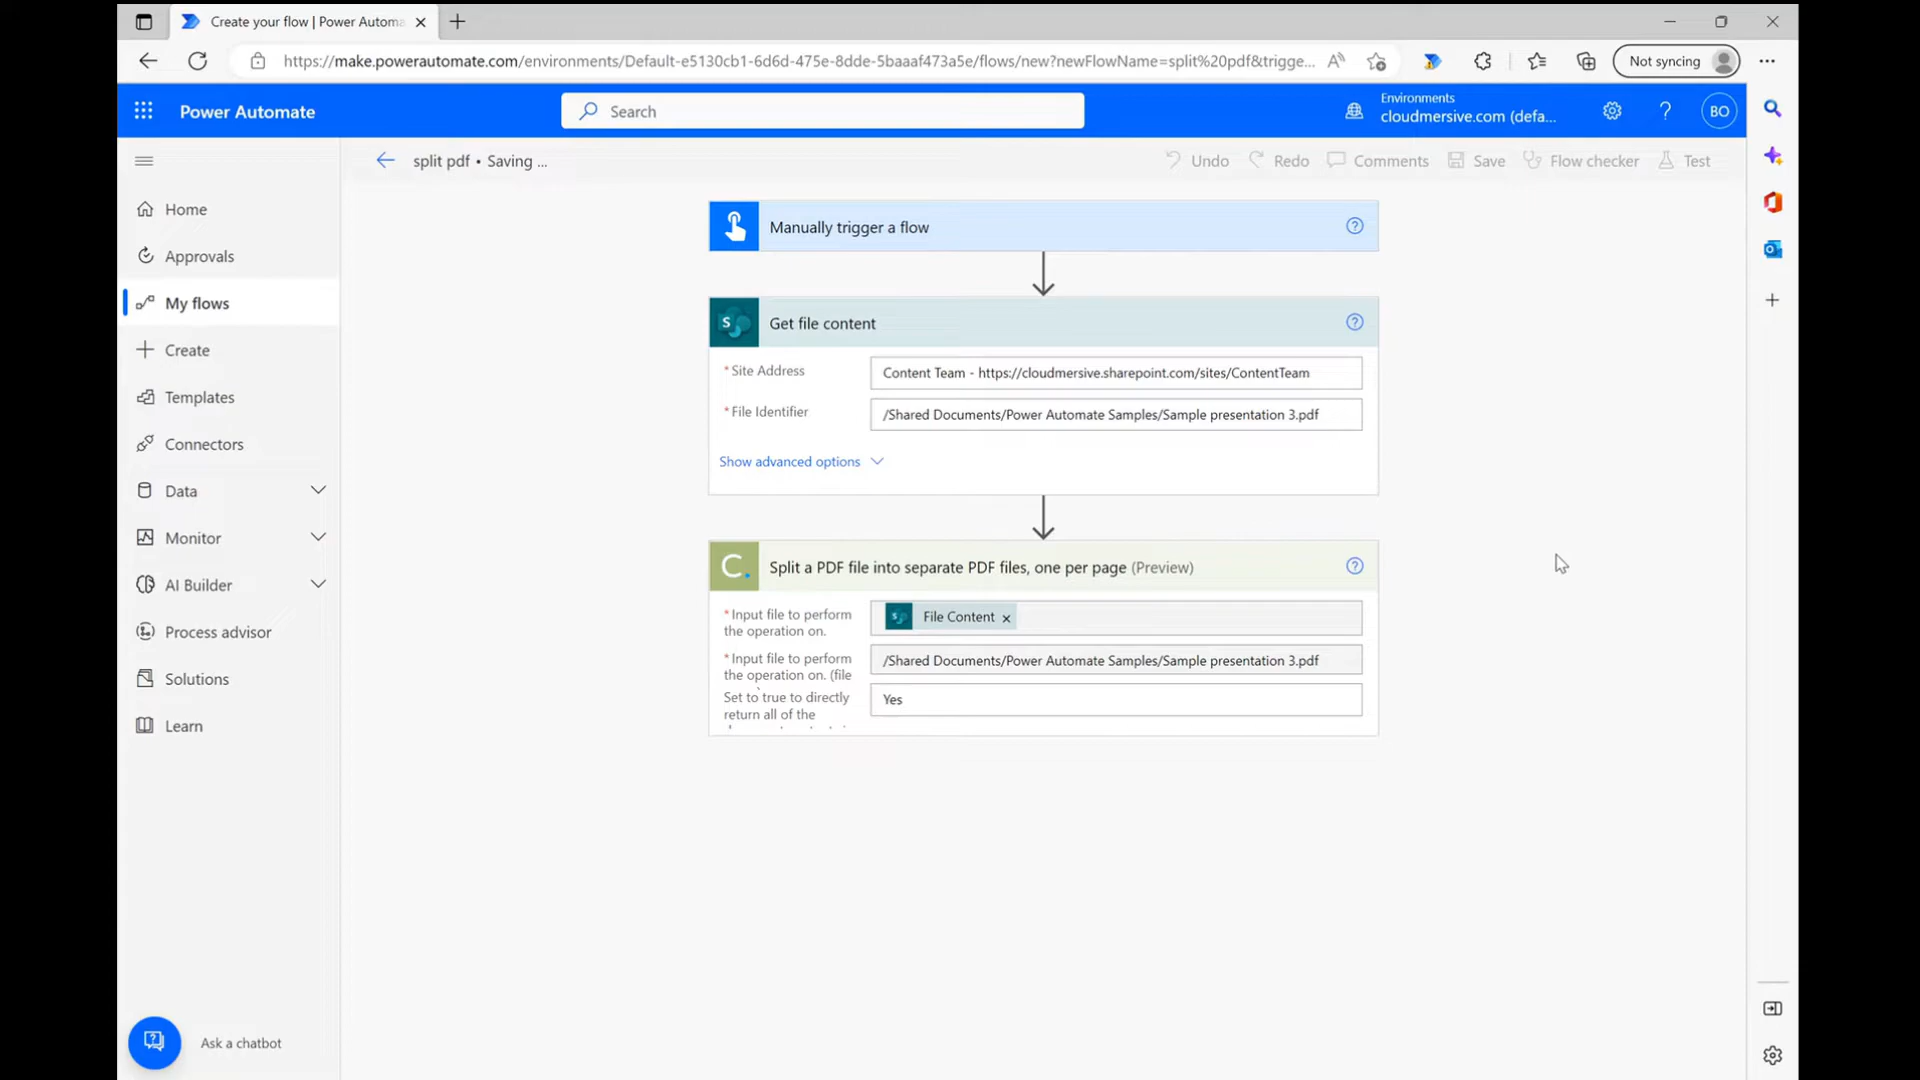 Create your flow | Power Automa
https://make.powerautomate.com/environments/Default-e5130cb1-6d6d-475e-8dde-5baaaf473a5e/flows/new?newFlowName=split%20pdf&trigge...
Not syncing
Power Automate
Search
Environments
cloudmersive.com (defa...
BO
split pdf • Saving ...
Undo
Redo
Comments
Save
Flow checker
Test
Home
Approvals
My flows
Create
Templates
Connectors
Data
Monitor
AI Builder
Process advisor
Solutions
Learn
Ask a chatbot
Manually trigger a flow
Get file content
* Site Address
Content Team - https://cloudmersive.sharepoint.com/sites/ContentTeam
* File Identifier
/Shared Documents/Power Automate Samples/Sample presentation 3.pdf
Show advanced options
C.
Split a PDF file into separate PDF files, one per page (Preview)
* Input file to perform
the operation on.
File Content ×
* Input file to perform
the operation on. (file
/Shared Documents/Power Automate Samples/Sample presentation 3.pdf
Set to true to directly
return all of the
Yes